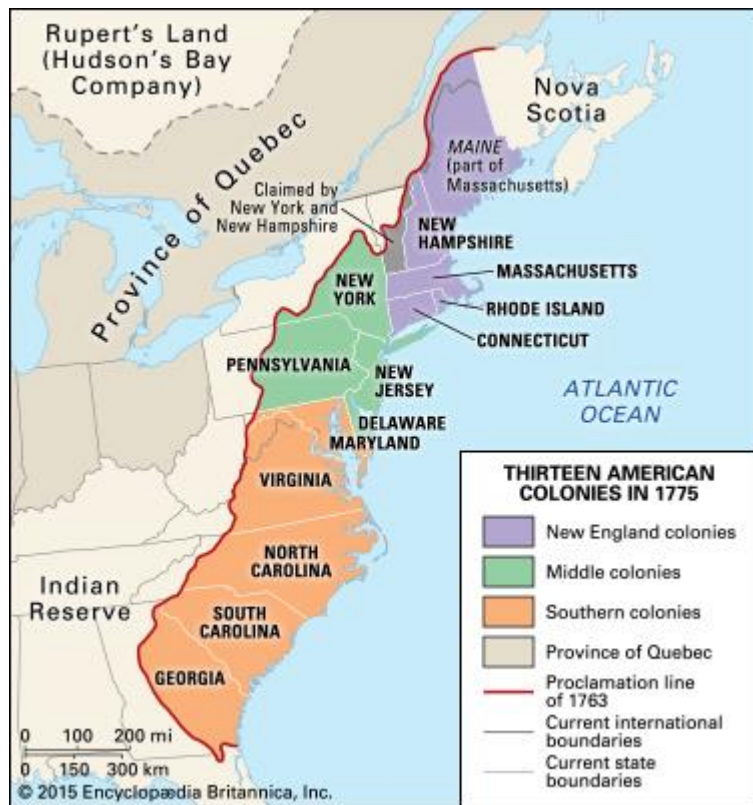 Rupert's Land
(Hudson's Bay
Company)
Nova
Scotia
Province of Quebec
MAINE
(part of
Massachusetts)
Claimed by
New York and
New Hampshire
NEW
HAMPSHIRE
MASSACHUSETTS
NEW
YORK
RHODE ISLAND
CONNECTICUT
PENNSYLVANIA
NEW
JERSEY
ATLANTIC
OCEAN
DELAWARE
MARYLAND
VIRGINIA
NORTH
CAROLINA
Indian
Reserve
SOUTH
CAROLINA
GEORGIA
THIRTEEN AMERICAN
COLONIES IN 1775
New England colonies
Middle colonies
Southern colonies
Province of Quebec
Proclamation line
of 1763
Current international
boundaries
Current state
boundaries
0 100 200 mi
0 150 300 km
© 2015 Encyclopædia Britannica, Inc.